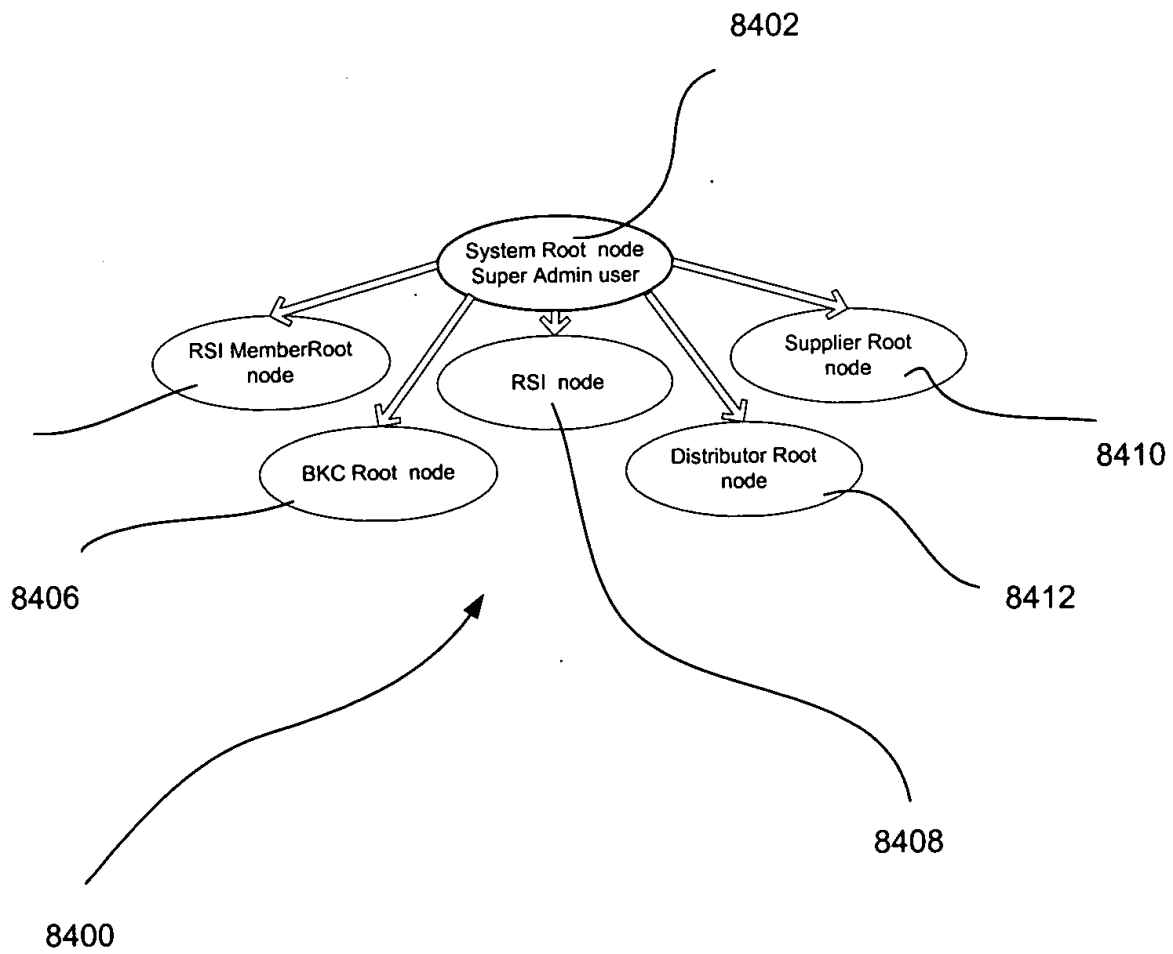 8402
System Root node
Super Admin user
RSI MemberRoot
node
RSI node
Supplier Root
node
BKC Root node
Distributor Root
node
8410
8406
8412
8408
8400